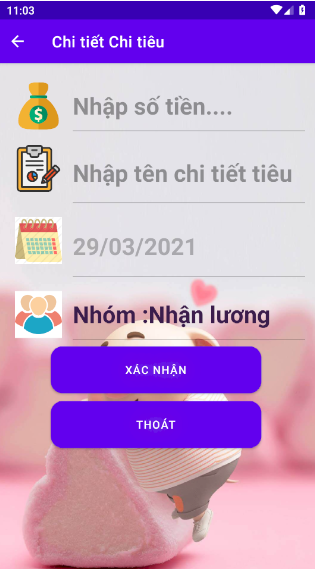 11:03
Chi tiết Chi tiêu
Nhập số tiền....
Nhập tên chi tiết tiêu
29/03/2021
Nhóm :Nhận lương
XÁC NHẬN
THOÁT